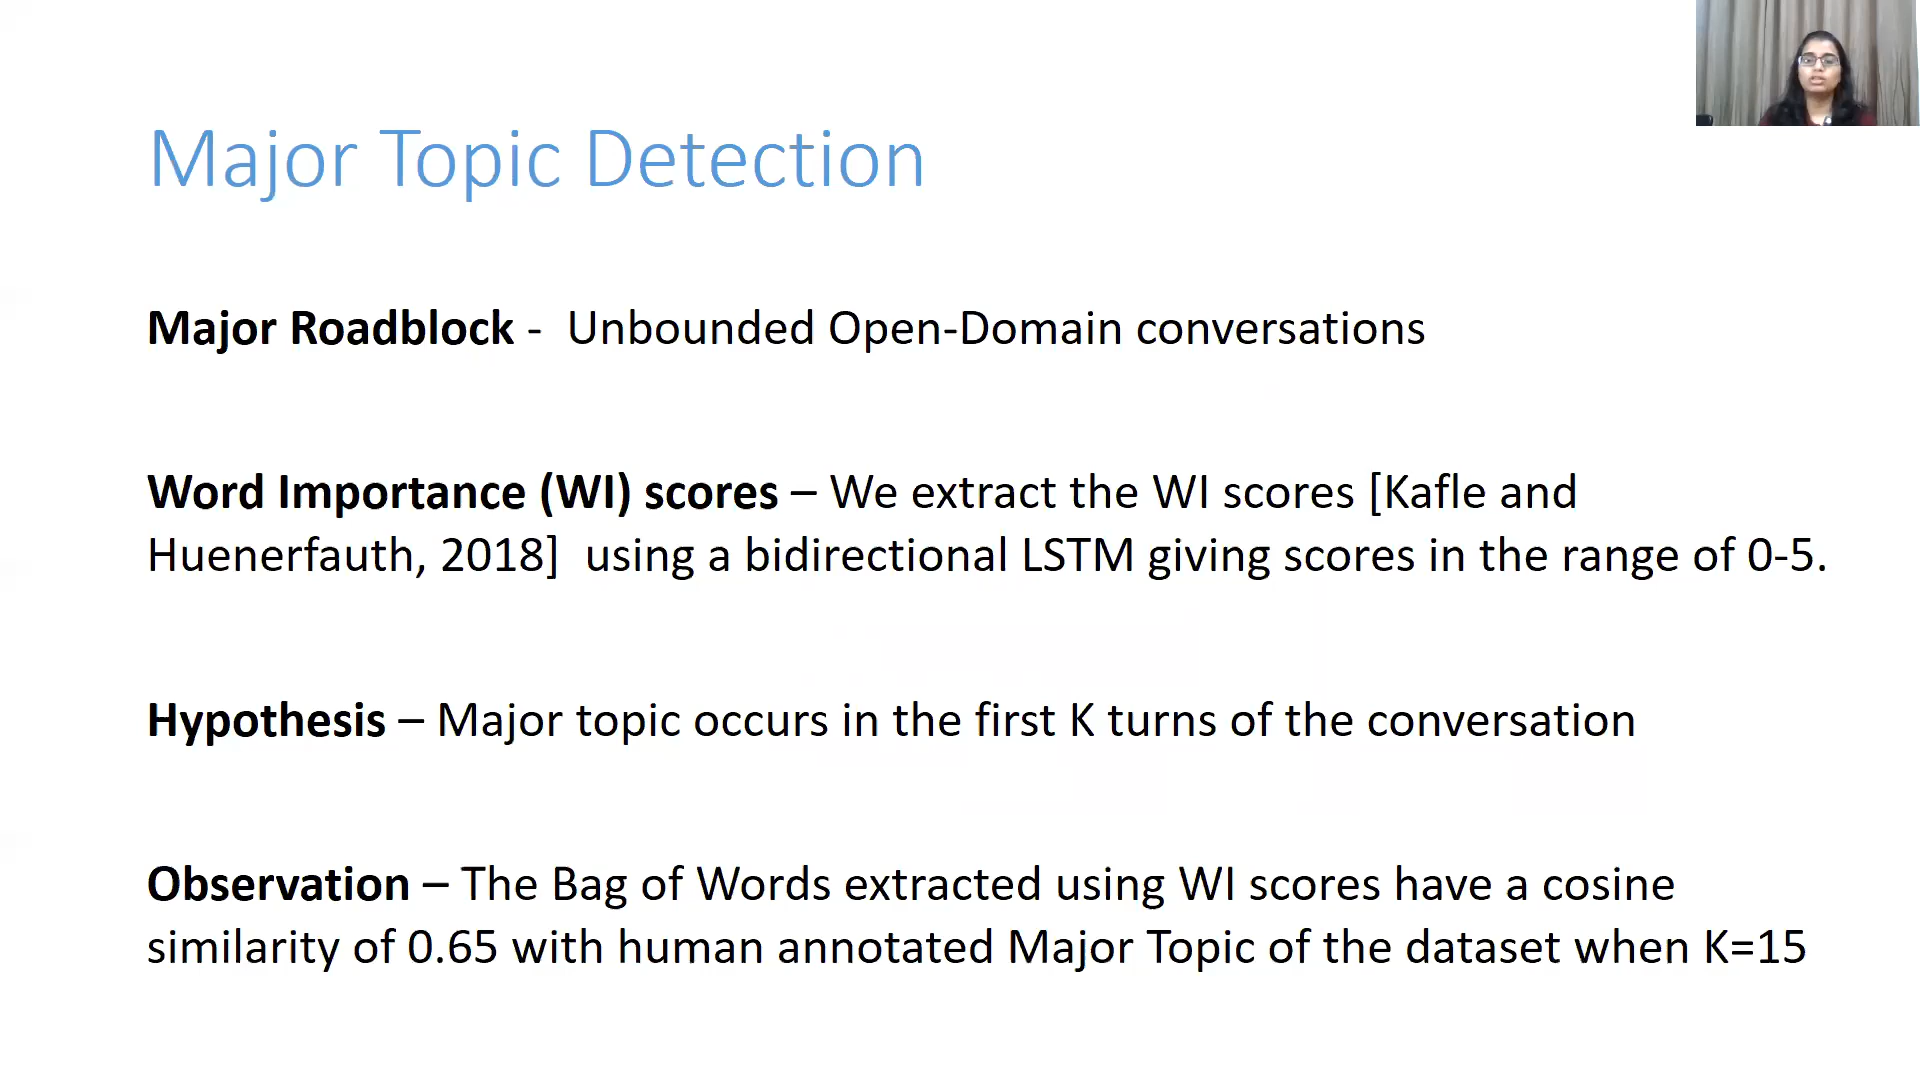 Major Topic Detection
Major Roadblock - Unbounded Open-Domain conversations
Word Importance (WI) scores – We extract the WI scores [Kafle and
Huenerfauth, 2018] using a bidirectional LSTM giving scores in the range of 0-5.
Hypothesis – Major topic occurs in the first K turns of the conversation
Observation – The Bag of Words extracted using WI scores have a cosine
similarity of 0.65 with human annotated Major Topic of the dataset when K=15